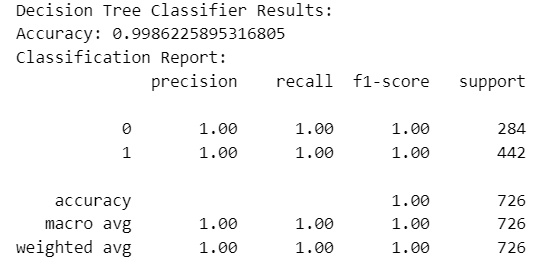 Decision Tree Classifier Results:
Accuracy: 0.9986225895316805
Classification Report:
precision recall f1-score support
0 1.00 1.00 1.00 284
1 1.00 1.00 1.00 442
accuracy 1.00 726
macro avg 1.00 1.00 1.00 726
weighted avg 1.00 1.00 1.00 726